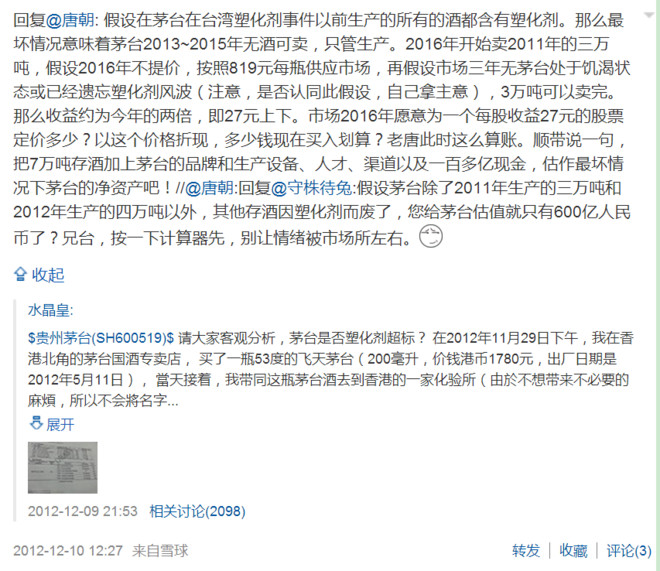 回复@唐朝: 假设在茅台在台湾塑化剂事件以前生产的所有的酒都含有塑化剂。那么最
坏情况意味着茅台2013~2015年无酒可卖，只管生产。2016年开始卖2011年的三万
吨，假设2016年不提价，按照819元每瓶供应市场，再假设市场三年无茅台处于饥渴状
态或已经遗忘塑化剂风波（注意，是否认同此假设，自己拿主意），3万吨可以卖完。
那么收益约为今年的两倍，即27元上下。市场2016年愿意为一个每股收益27元的股票
定价多少？以这个价格折现，多少钱现在买入划算？老唐此时这么算账。顺带说一句，
把7万吨存酒加上茅台的品牌和生产设备、人才、渠道以及一百多亿现金，估作最坏情
况下茅台的净资产吧！//@唐朝:回复@守株待兔:假设茅台除了2011年生产的三万吨和
2012年生产的四万吨以外，其他存酒因塑化剂而废了，您给茅台估值就只有600亿人民
币了？兄台，按一下计算器先，别让情绪被市场所左右。
收起
水晶皇:
$贵州茅台(SH600519)$ 请大家客观分析，茅台是否塑化剂超标？ 在2012年11月29日下午，我在香
港北角的茅台国酒专卖店， 买了一瓶53度的飞天茅台（200毫升，价钱港币1780元，出厂日期是
2012年5月11日）， 當天接着，我带同这瓶茅台酒去到香港的一家化验所（由於不想带来不必要的
麻煩，所以不会將名字...
展开
2012-12-09 21:53 相关讨论(2098)
2012-12-10 12:27 来自雪球 转发 | 收藏 | 评论(3)